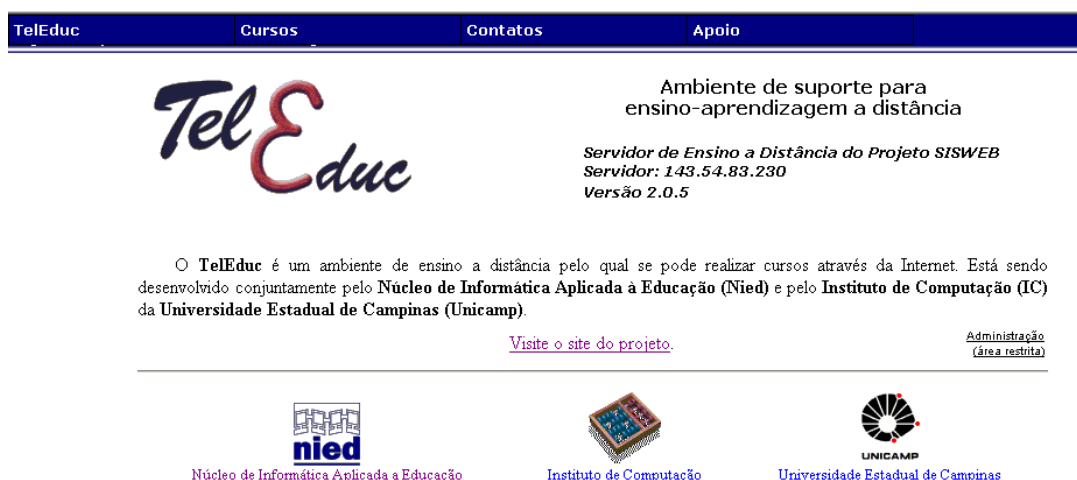 TelEduc Cursos Contatos Apoio
Tel Educ
Ambiente de suporte para
ensino-aprendizagem a distância
Servidor de Ensino a Distância do Projeto SISWEB
Servidor: 143.54.83.230
Versão 2.0.5
O TelEduc é um ambiente de ensino a distância pelo qual se pode realizar cursos através da Internet. Está sendo
desenvolvido conjuntamente pelo Núcleo de Informática Aplicada à Educação (Nied) e pelo Instituto de Computação (IC)
da Universidade Estadual de Campinas (Unicamp).
Visite o site do projeto.
Administração
(área restrita)
nied
UNICAMP
Núcleo de Informática Aplicada a Educação Instituto de Computação Universidade Estadual de Campinas